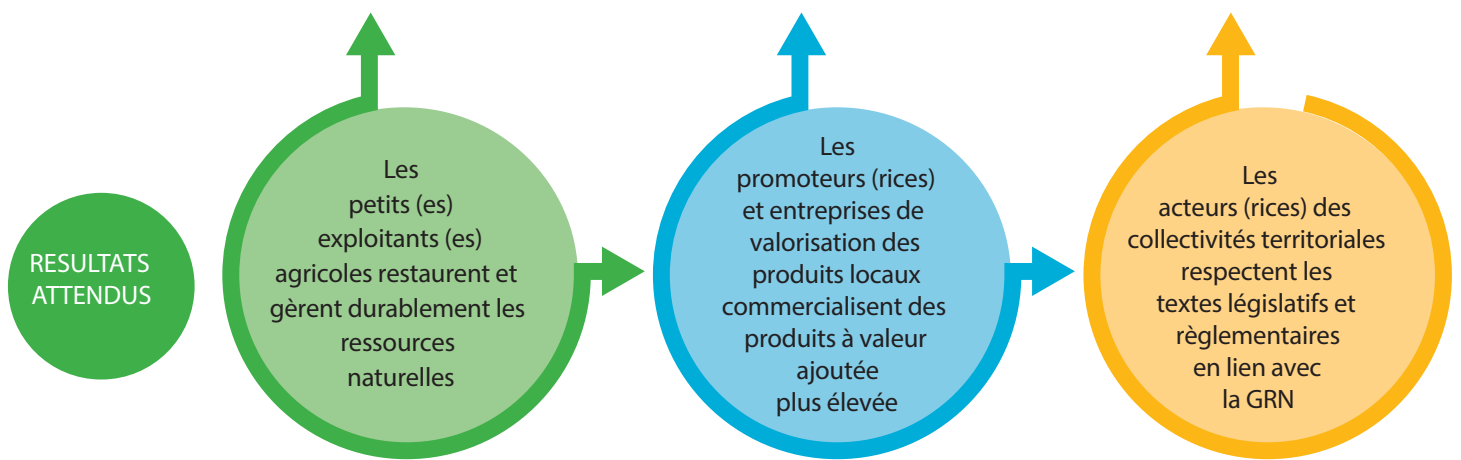 RESULTATS
ATTENDUS
Les
petits (es)
exploitants (es)
agricoles restaurent et
gèrent durablement les
ressources
naturelles
Les
promoteurs (rices)
et entreprises de
valorisation des
produits locaux
commercialisent des
produits à valeur
ajoutée
plus élevée
Les
acteurs (rices) des
collectivités territoriales
respectent les
textes législatifs et
règlementaires
en lien avec
la GRN